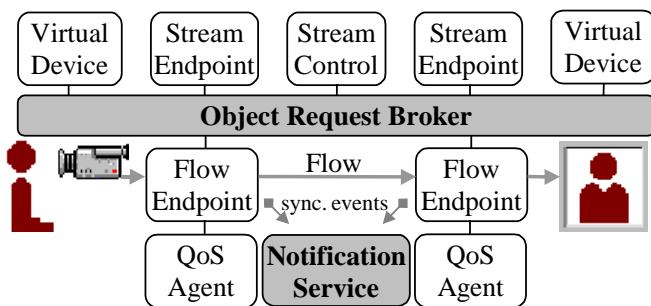 Virtual Stream Stream Stream Virtual
Device Endpoint Control Endpoint Device
Object Request Broker
Flow Flow Flow
Endpoint sync. events Endpoint
QoS Notification QoS
Agent Service Agent